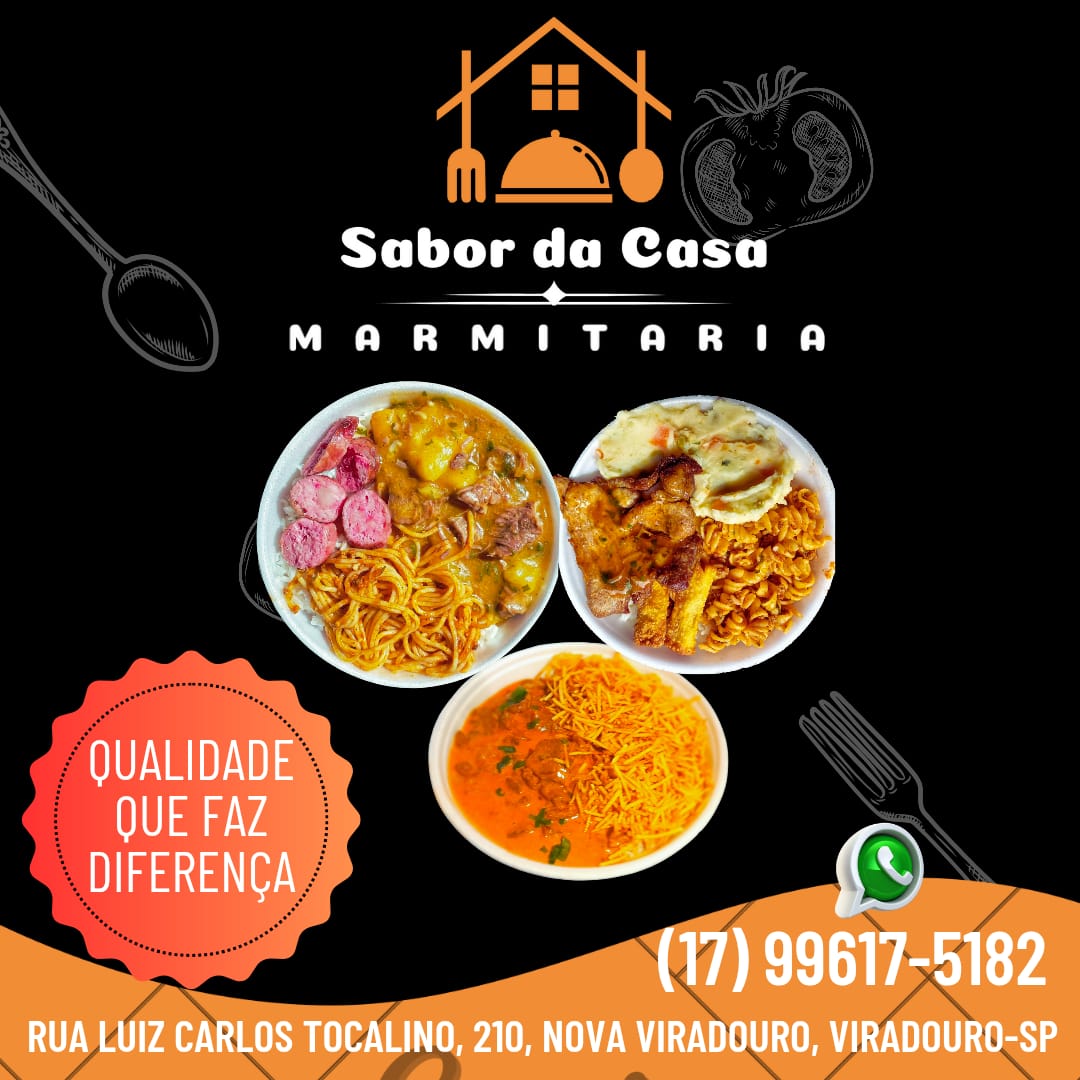 Sabor da Casa
MARMITARIA
QUALIDADE
QUE FAZ
DIFERENÇA
(17) 99617-5182
RUA LUIZ CARLOS TOCALINO, 210, NOVA VIRADOURO, VIRADOURO-SP